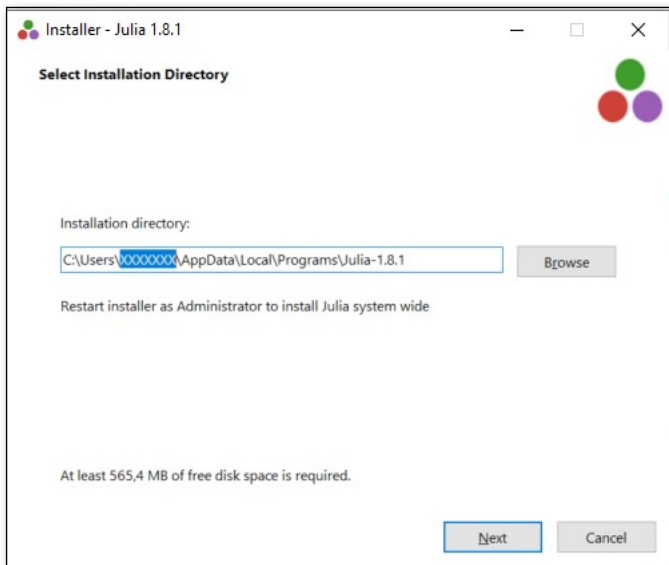 Installer - Julia 1.8.1
Select Installation Directory
Installation directory:
C:\Users\XXXXXXX\AppData\Local\Programs\Julia-1.8.1
Browse
Restart installer as Administrator to install Julia system wide
At least 565,4 MB of free disk space is required.
Next Cancel